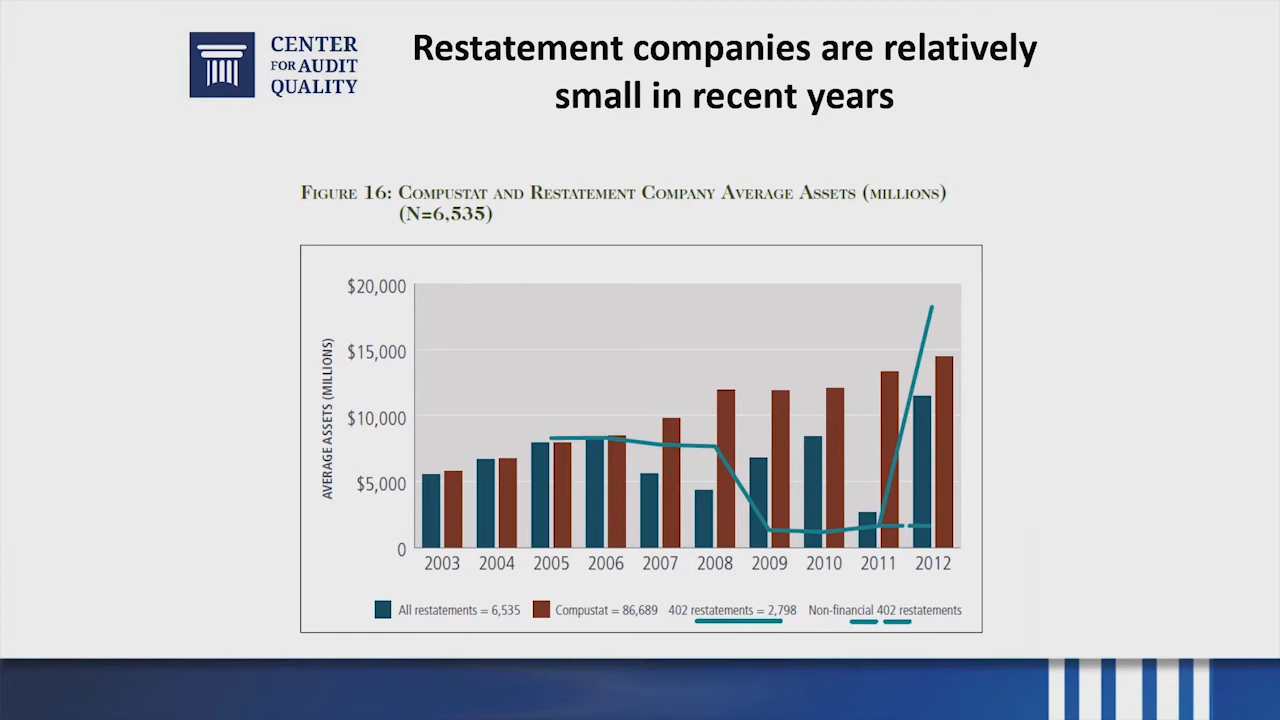 CENTER
FOR AUDIT
QUALITY
Restatement companies are relatively
small in recent years
FIGURE 16: COMPUSTAT AND RESTATEMENT COMPANY AVERAGE ASSETS (MILLIONS)
(N=6,535)
AVERAGE ASSETS (MILLIONS)
$20,000
$15,000
$10,000
$5,000
0
2003 2004 2005 2006 2007 2008 2009 2010 2011 2012
All restatements = 6,535 Compustat = 86,689 402 restatements = 2,798 Non-financial 402 restatements